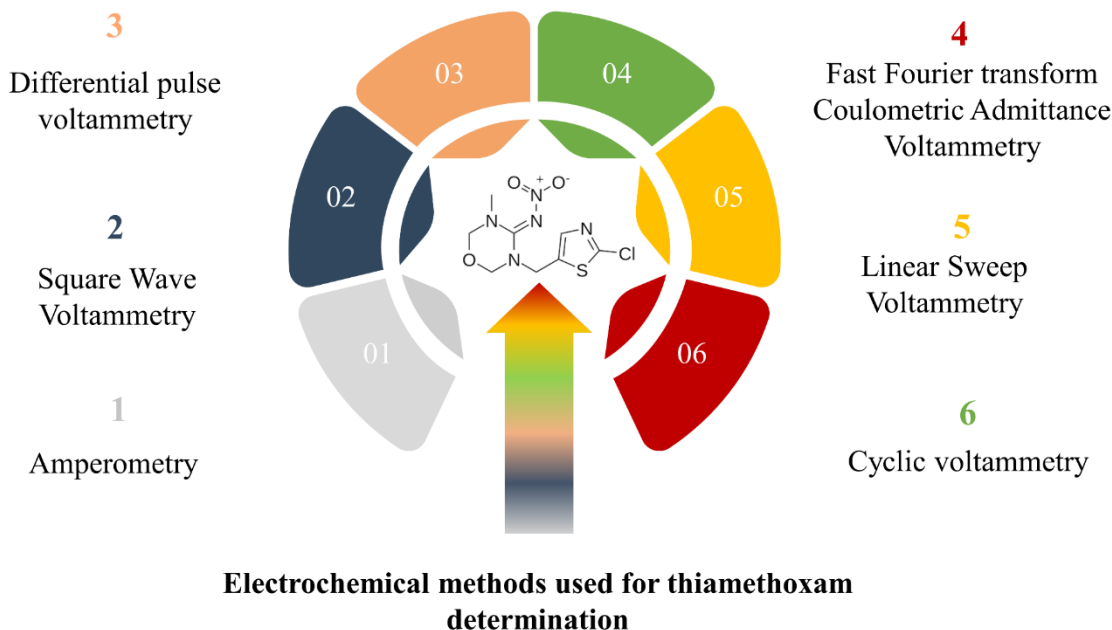 3
Differential pulse
voltammetry
2
Square Wave
Voltammetry
1
Amperometry
03
04
02
05
01
06
O
+
O-
N
N
N
O
N
N
S
Cl
4
Fast Fourier transform
Coulometric Admittance
Voltammetry
5
Linear Sweep
Voltammetry
6
Cyclic voltammetry
Electrochemical methods used for thiamethoxam
determination